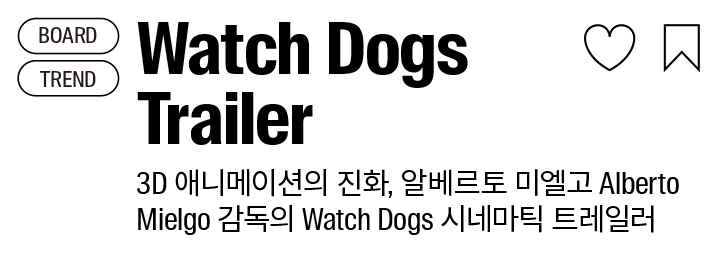 BOARD
TREND
Watch Dogs
Trailer
3D 애니메이션의 진화, 알베르토 미엘고 Alberto
Mielgo 감독의 Watch Dogs 시네마틱 트레일러